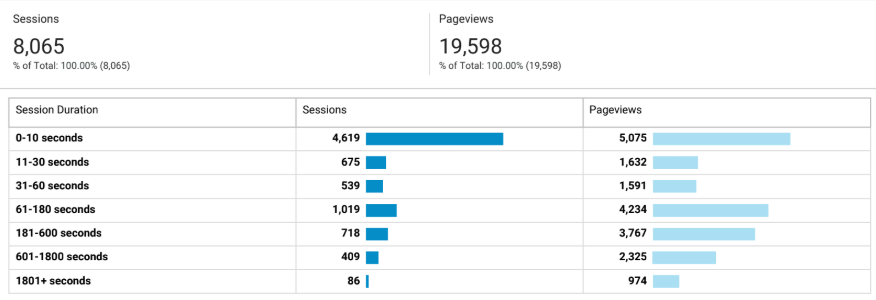 Sessions Pageviews
8,065 19,598
% of Total: 100.00% (8,065) % of Total: 100.00% (19,598)
Session Duration Sessions Pageviews
0-10 seconds 4,619 5,075
11-30 seconds 675 1,632
31-60 seconds 539 1,591
61-180 seconds 1,019 4,234
181-600 seconds 718 3,767
601-1800 seconds 409 2,325
1801+ seconds 86 974